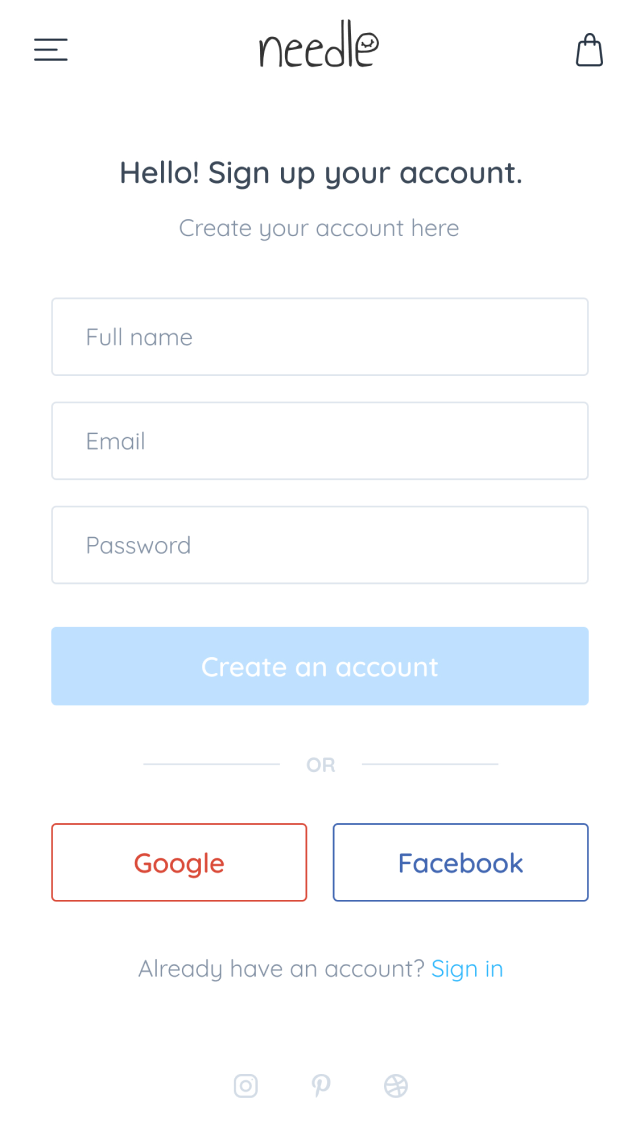 needle
Hello! Sign up your account.
Create your account here
Full name
Email
Password
Create an account
OR
Google
Facebook
Already have an account? Sign in